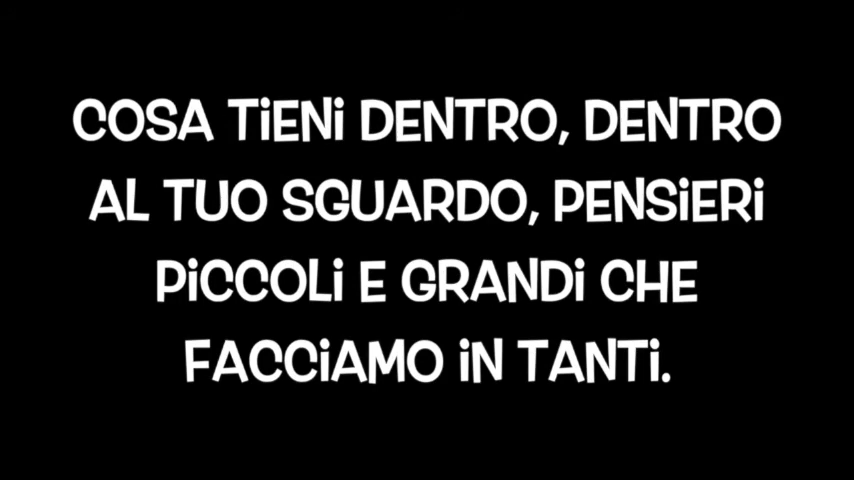 COSA TiENi DENTRO, DENTRO
AL TUO SGUARDO, PENSiERi
PiCCOLi E GRANDi CHE
FACCiAMO iN TANTi.